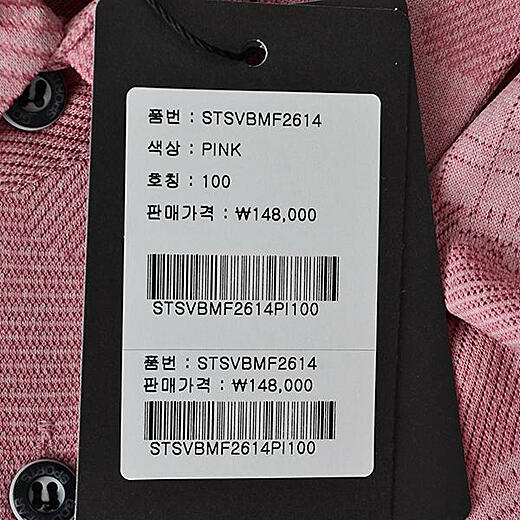 품번 : STSVBMF2614
색상 : PINK
호칭 : 100
판매가격 : ₩148,000
STSVBMF2614PI100
품번 : STSVBMF2614
판매가격 : ₩148,000
STSVBMF2614PI100